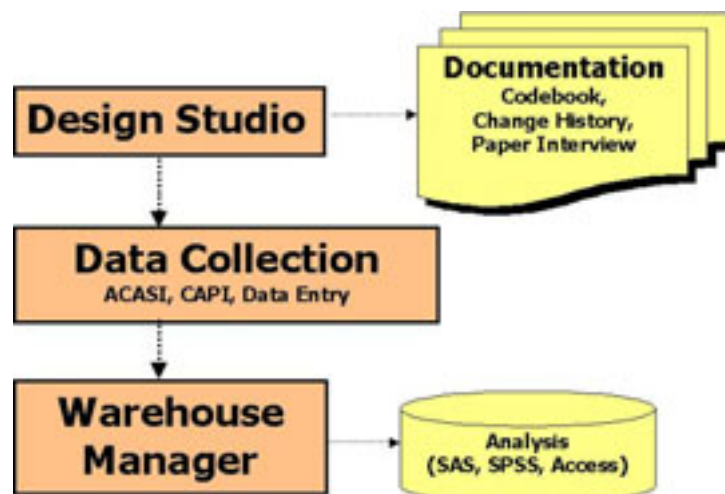 Design Studio
Documentation
Codebook,
Change History,
Paper Interview
Data Collection
ACASI, CAPI, Data Entry
Warehouse
Manager
Analysis
(SAS, SPSS, Access)